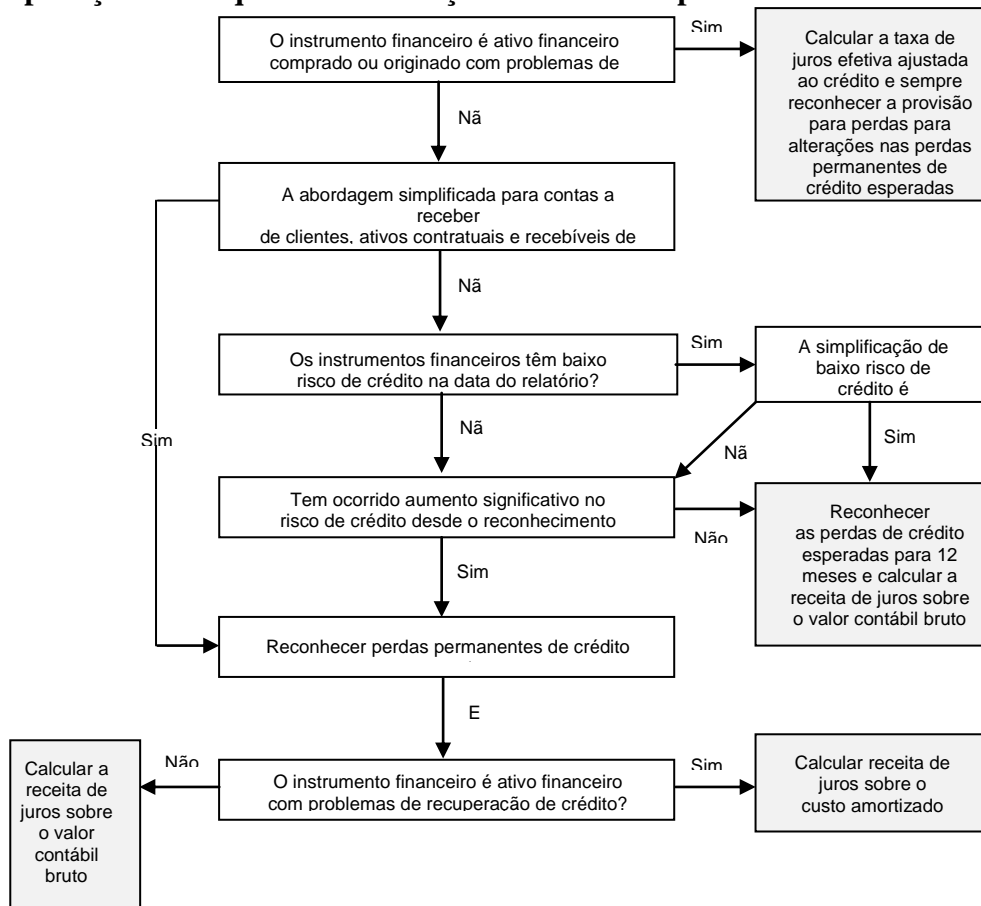 O instrumento financeiro é ativo financeiro
comprado ou originado com problemas de
Sim
Calcular a taxa de
juros efetiva ajustada
ao crédito e sempre
reconhecer a provisão
para perdas para
alterações nas perdas
permanentes de
crédito esperadas
Nã
A abordagem simplificada para contas a
receber
de clientes, ativos contratuais e recebíveis de
Nã
Os instrumentos financeiros têm baixo
risco de crédito na data do relatório?
Sim
A simplificação de
baixo risco de
crédito é
Sim
Nã
Nã
Sim
Tem ocorrido aumento significativo no
risco de crédito desde o reconhecimento
Não
Reconhecer
as perdas de crédito
esperadas para 12
meses e calcular a
receita de juros sobre
o valor contábil bruto
Sim
Reconhecer perdas permanentes de crédito
E
Não
O instrumento financeiro é ativo financeiro
com problemas de recuperação de crédito?
Sim
Calcular receita de
juros sobre o
custo amortizado
Calcular a
receita de
juros sobre
o valor
contábil
bruto